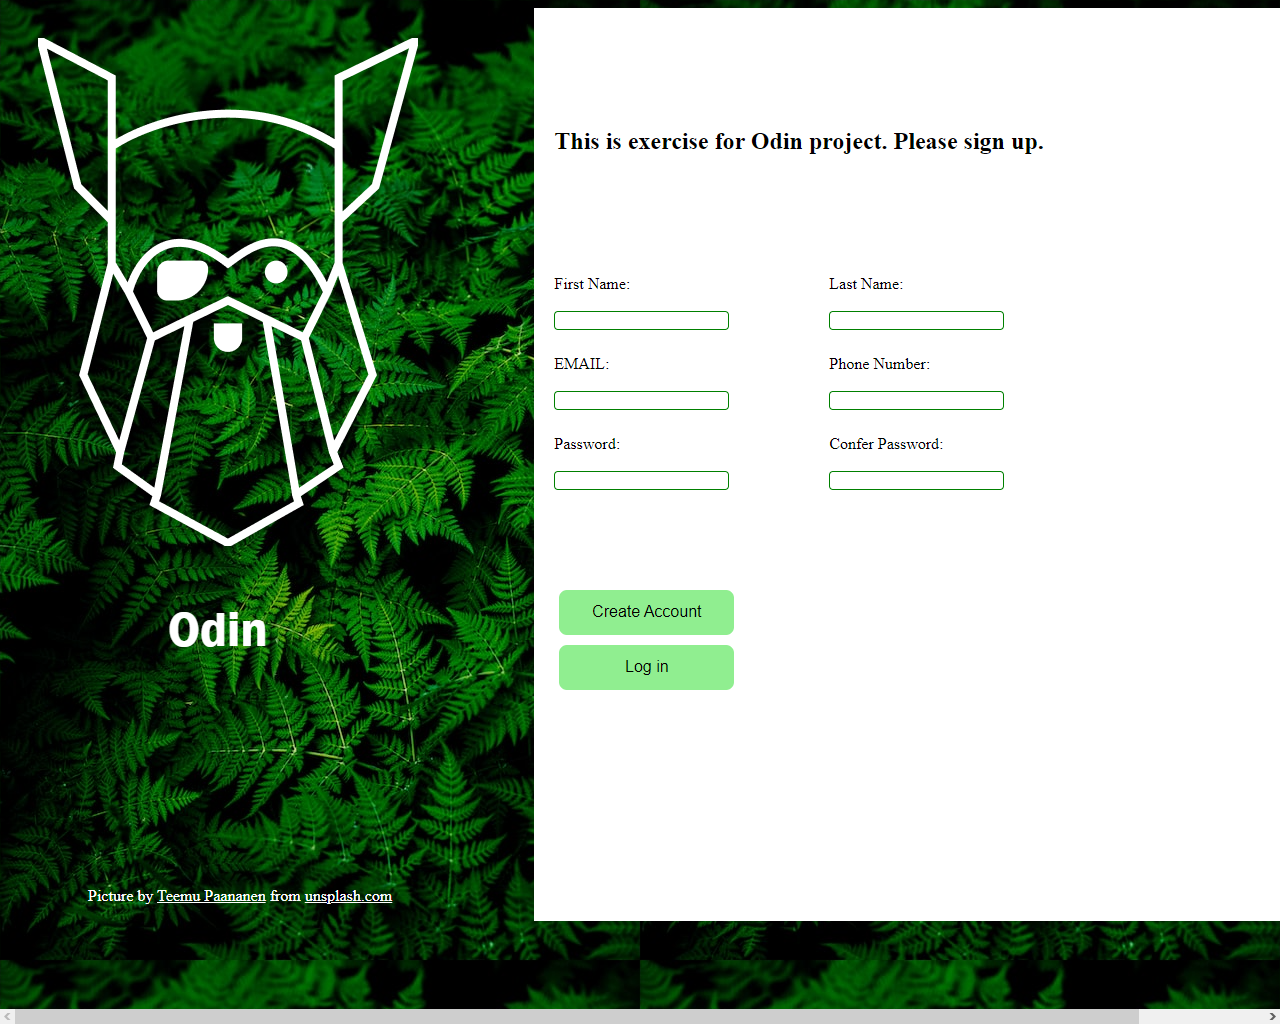 This is exercise for Odin project. Please sign up.
First Name:
Last Name:
EMAIL:
Phone Number:
Password:
Confer Password:
Create Account
Log in
Odin
Picture by Teemu Paananen from unsplash.com